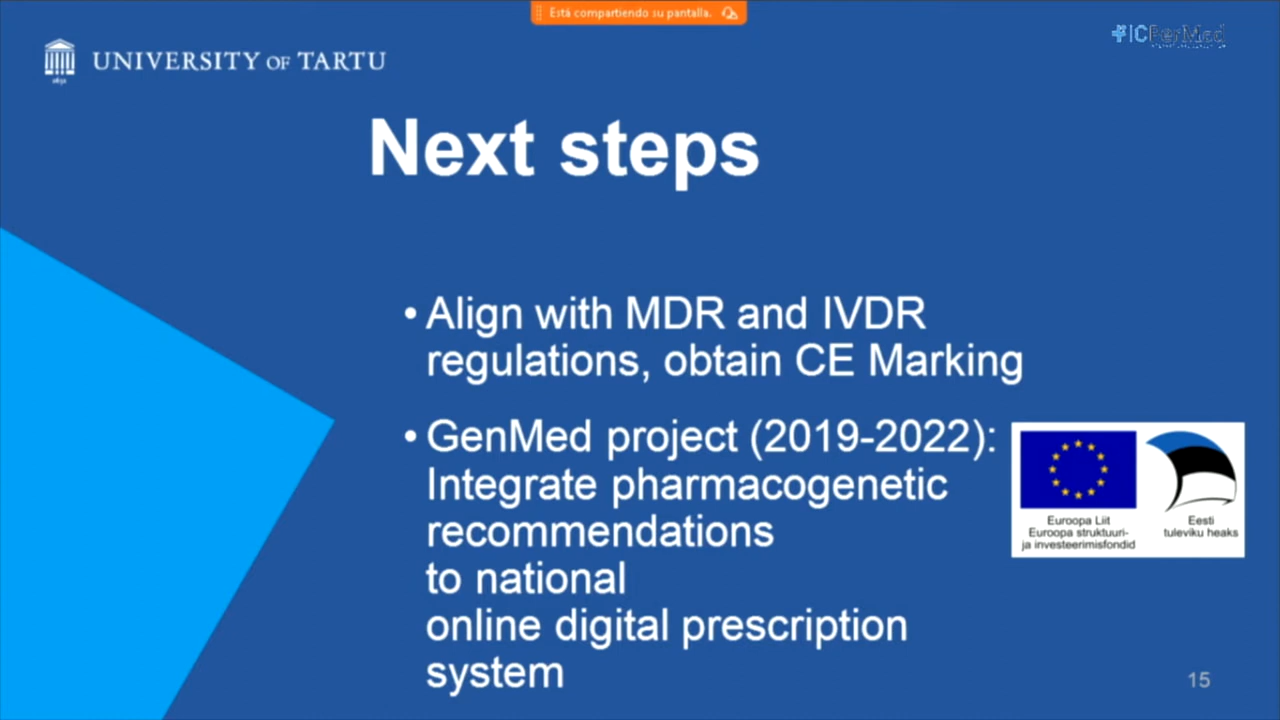 Está compartiendo su pantalla.
#ICPerMed
UNIVERSITY OF TARTU
1632
Next steps
• Align with MDR and IVDR
regulations, obtain CE Marking
• GenMed project (2019-2022):
Integrate pharmacogenetic
recommendations
to national
online digital prescription
system
Euroopa Liit
Euroopa struktuuri-
ja investeerimisfondid
Eesti
tuleviku heaks
15